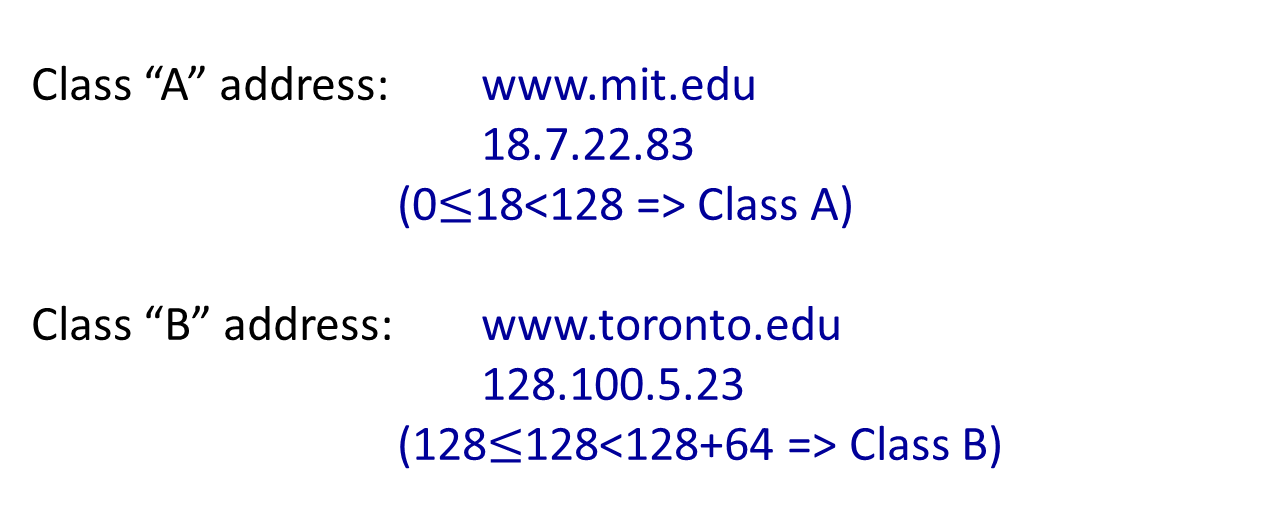 Class “A” address: www.mit.edu
18.7.22.83
(0≤18<128 => Class A)
Class “B” address: www.toronto.edu
128.100.5.23
(128≤128<128+64 => Class B)